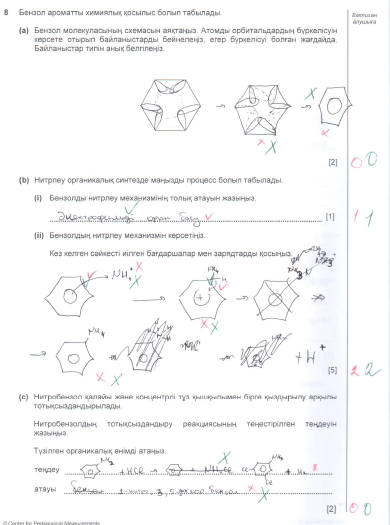 8 Бензол ароматты химиялық қосылыс болып табылады.
Емтихан алушыға
(a) Бензол молекуласының схемасын аяқтаңыз. Атомды орбитальдардың бүркелісуін
көрсете отырып байланыстарды бейнелеңіз, егер бүркелісуі болған жағдайда.
Байланыстар типін анық белгілеңіз.
[2]
0 0
(b) Нитрлеу органикалық синтезде маңызды процесс болып табылады.
(i) Бензолды нитрлеу механизмінің толық атауын жазыңыз.
Электрофильді орын басу [1]
1 1
(ii) Бензолдың нитрлеу механизмін көрсетіңіз.
Кез келген сәйкесті иілген бағдаршалар мен зарядтарды қосыңыз.
+ H+
[5]
2 2
(c) Нитробензол қалайы және концентрлі тұз қышқылымен бірге қыздырылу арқылы
тотықсыздандырылады.
Нитробензолдың тотықсыздандыру реакциясының теңестірілген теңдеуін
жазыңыз.
Түзілген органикалық өнімді атаңыз.
теңдеу + HCl →
атауы
[2]
0 0
© Center for Pedagogical Measurements